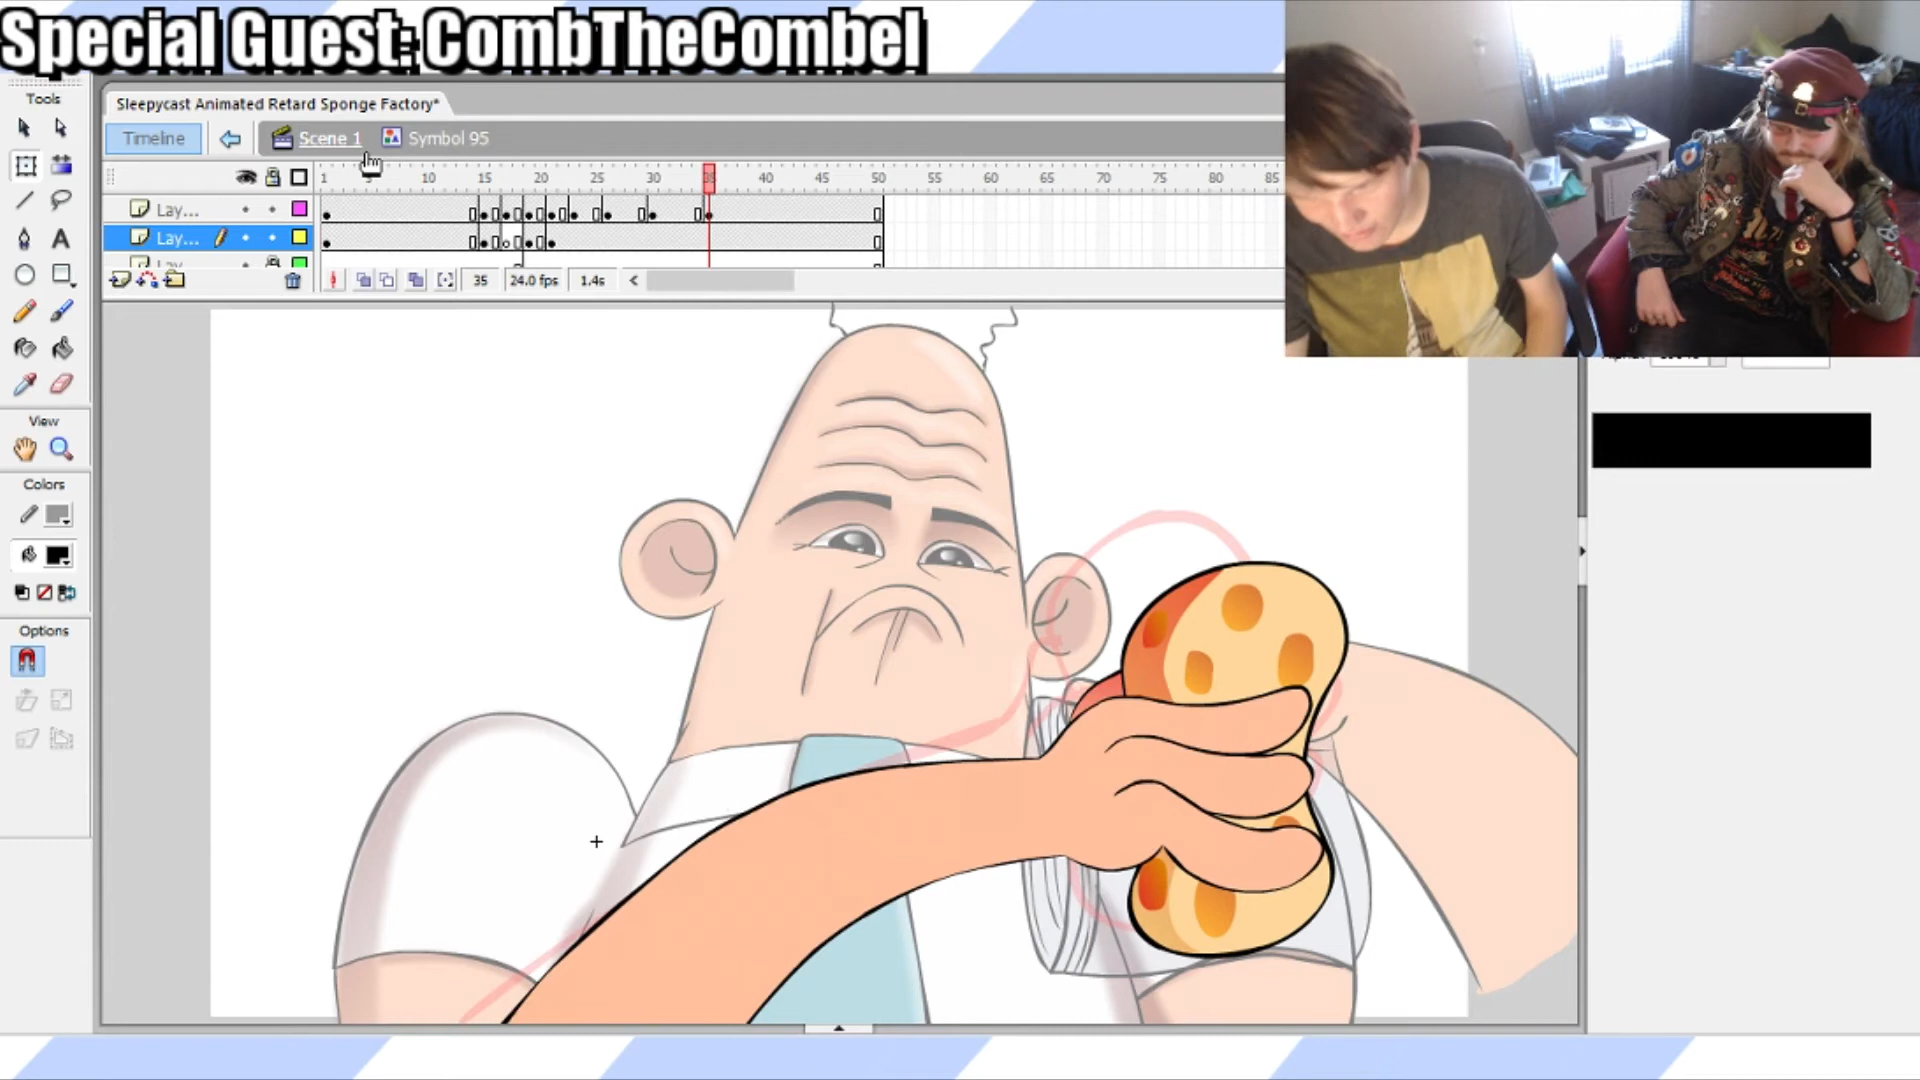 Special Guest: CombTheCombel
Tools
Sleepycast Animated Retard Sponge Factory*
Timeline
Scene 1
Symbol 95
1 5 10 15 20 25 30 35 40 45 50 55 60 65 70 75 80 85
Lay...
Lay...
35
24.0 fps
1.4s
View
Colors
Options